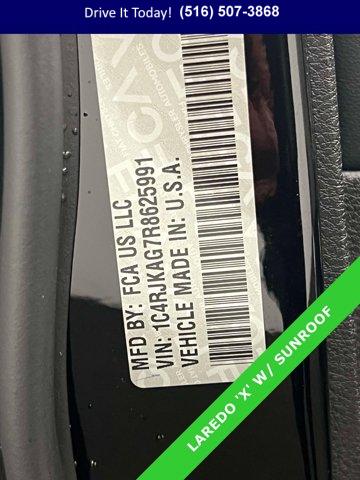 Drive It Today! (516) 507-3868
MFD BY: FCA US LLC
VIN: 1C4RJKAG7R8625991
VEHICLE MADE IN: U.S.A.
LAREDO 'X' W/ SUNROOF